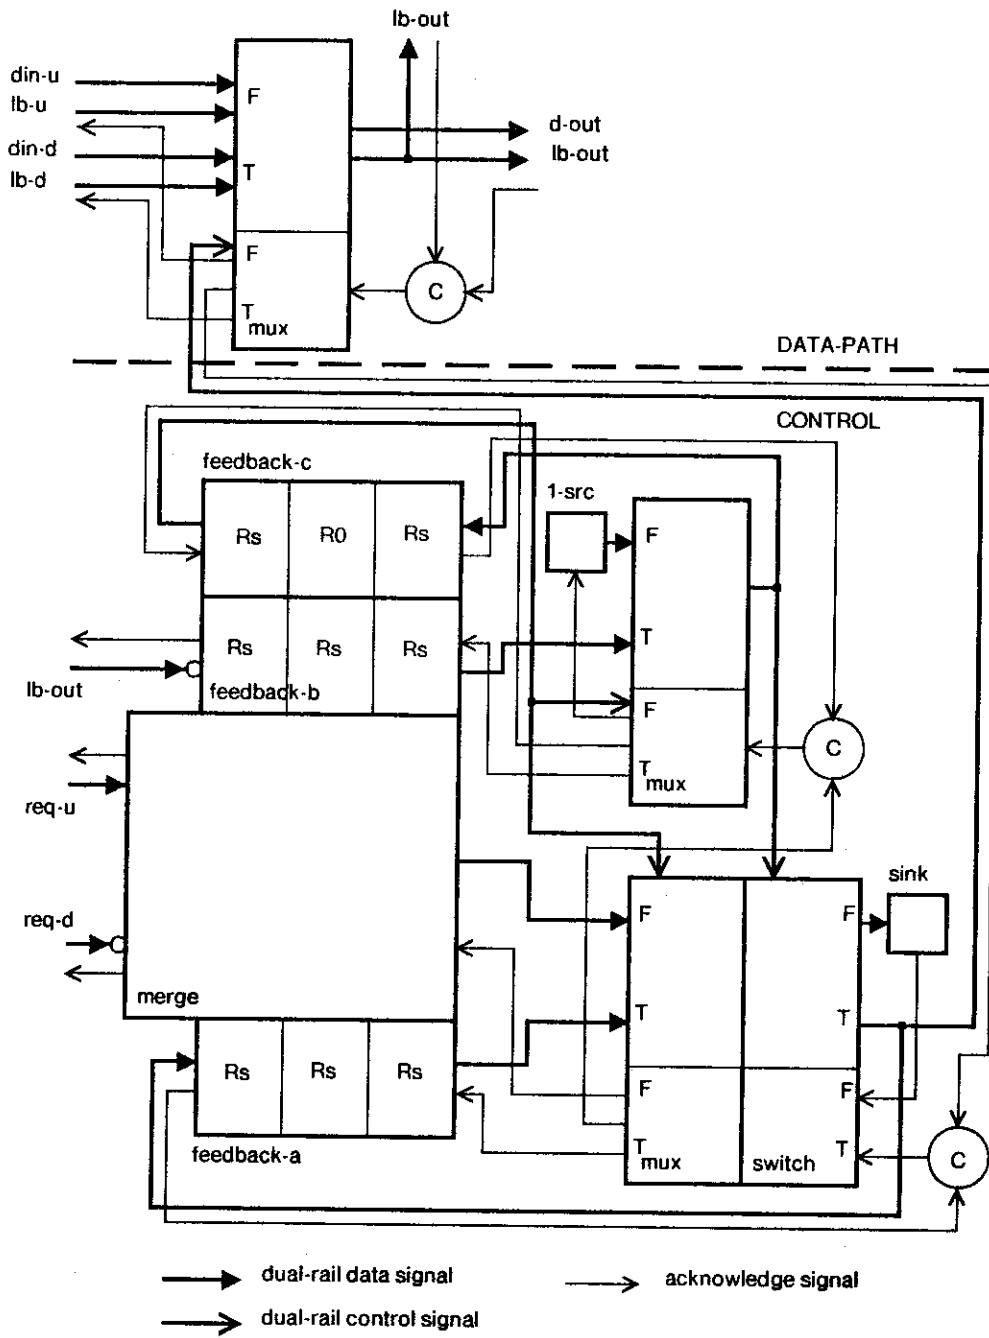 lb-out
din-u
F
lb-u
d-out
din-d
lb-out
T
lb-d
F
C
T
mux
DATA-PATH
CONTROL
feedback-c
1-src
Rs R0 Rs
F
Rs Rs Rs
T
lb-out
feedback-b
F
C
T
mux
req-u
sink
req-d
F
F
merge
T
T
Rs Rs Rs
F
F
feedback-a
T
T
mux
switch
C
dual-rail data signal
acknowledge signal
dual-rail control signal